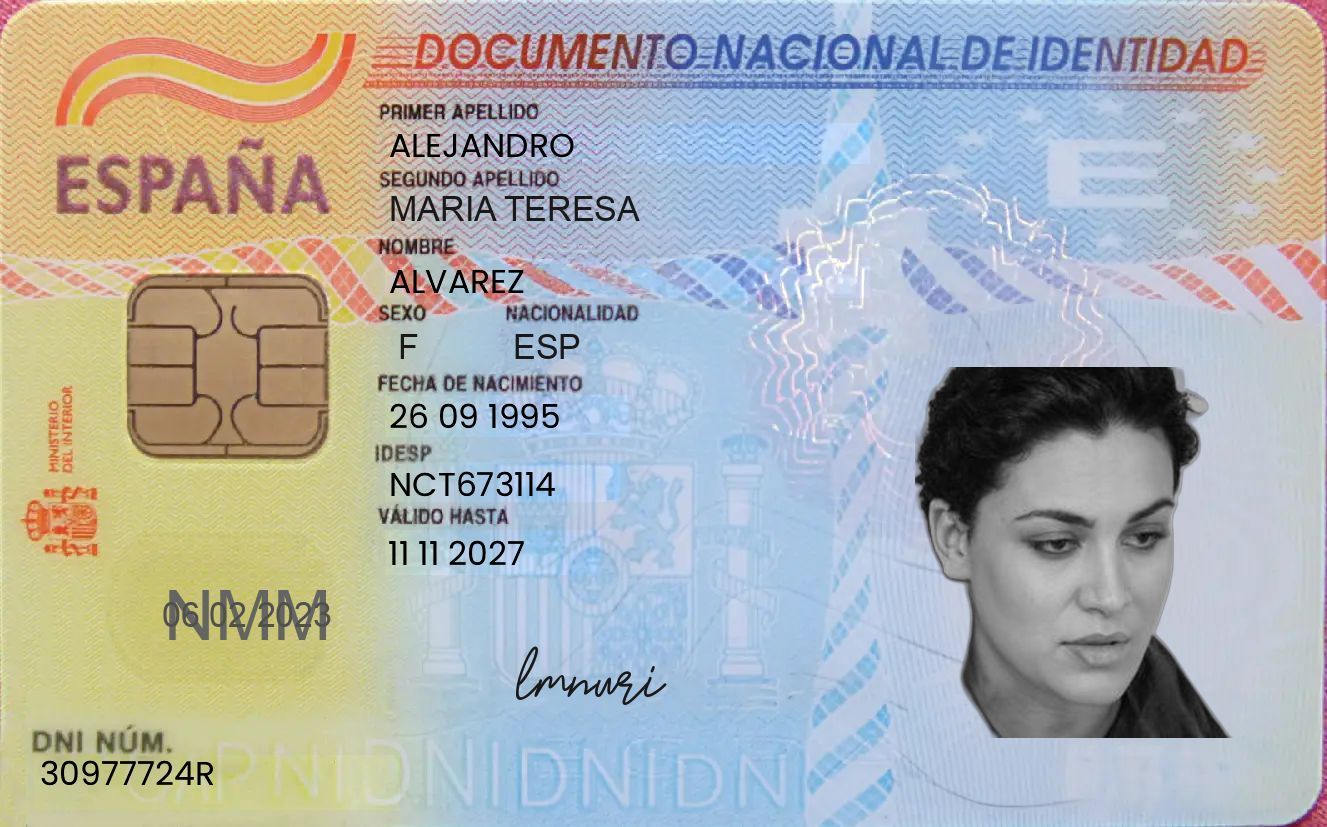 DOCUMENTO NACIONAL DE IDENTIDAD
ESPAÑA
PRIMER APELLIDO
ALEJANDRO
SEGUNDO APELLIDO
MARIA TERESA
NOMBRE
ALVAREZ
SEXO NACIONALIDAD
F ESP
FECHA DE NACIMIENTO
26 09 1995
IDESP
NCT673114
VÁLIDO HASTA
11 11 2027
MINISTERIO
DEL INTERIOR
E
NMM
06 02 2023
lmnuri
DNI NÚM.
30977724R
DNIDNIDNIDN